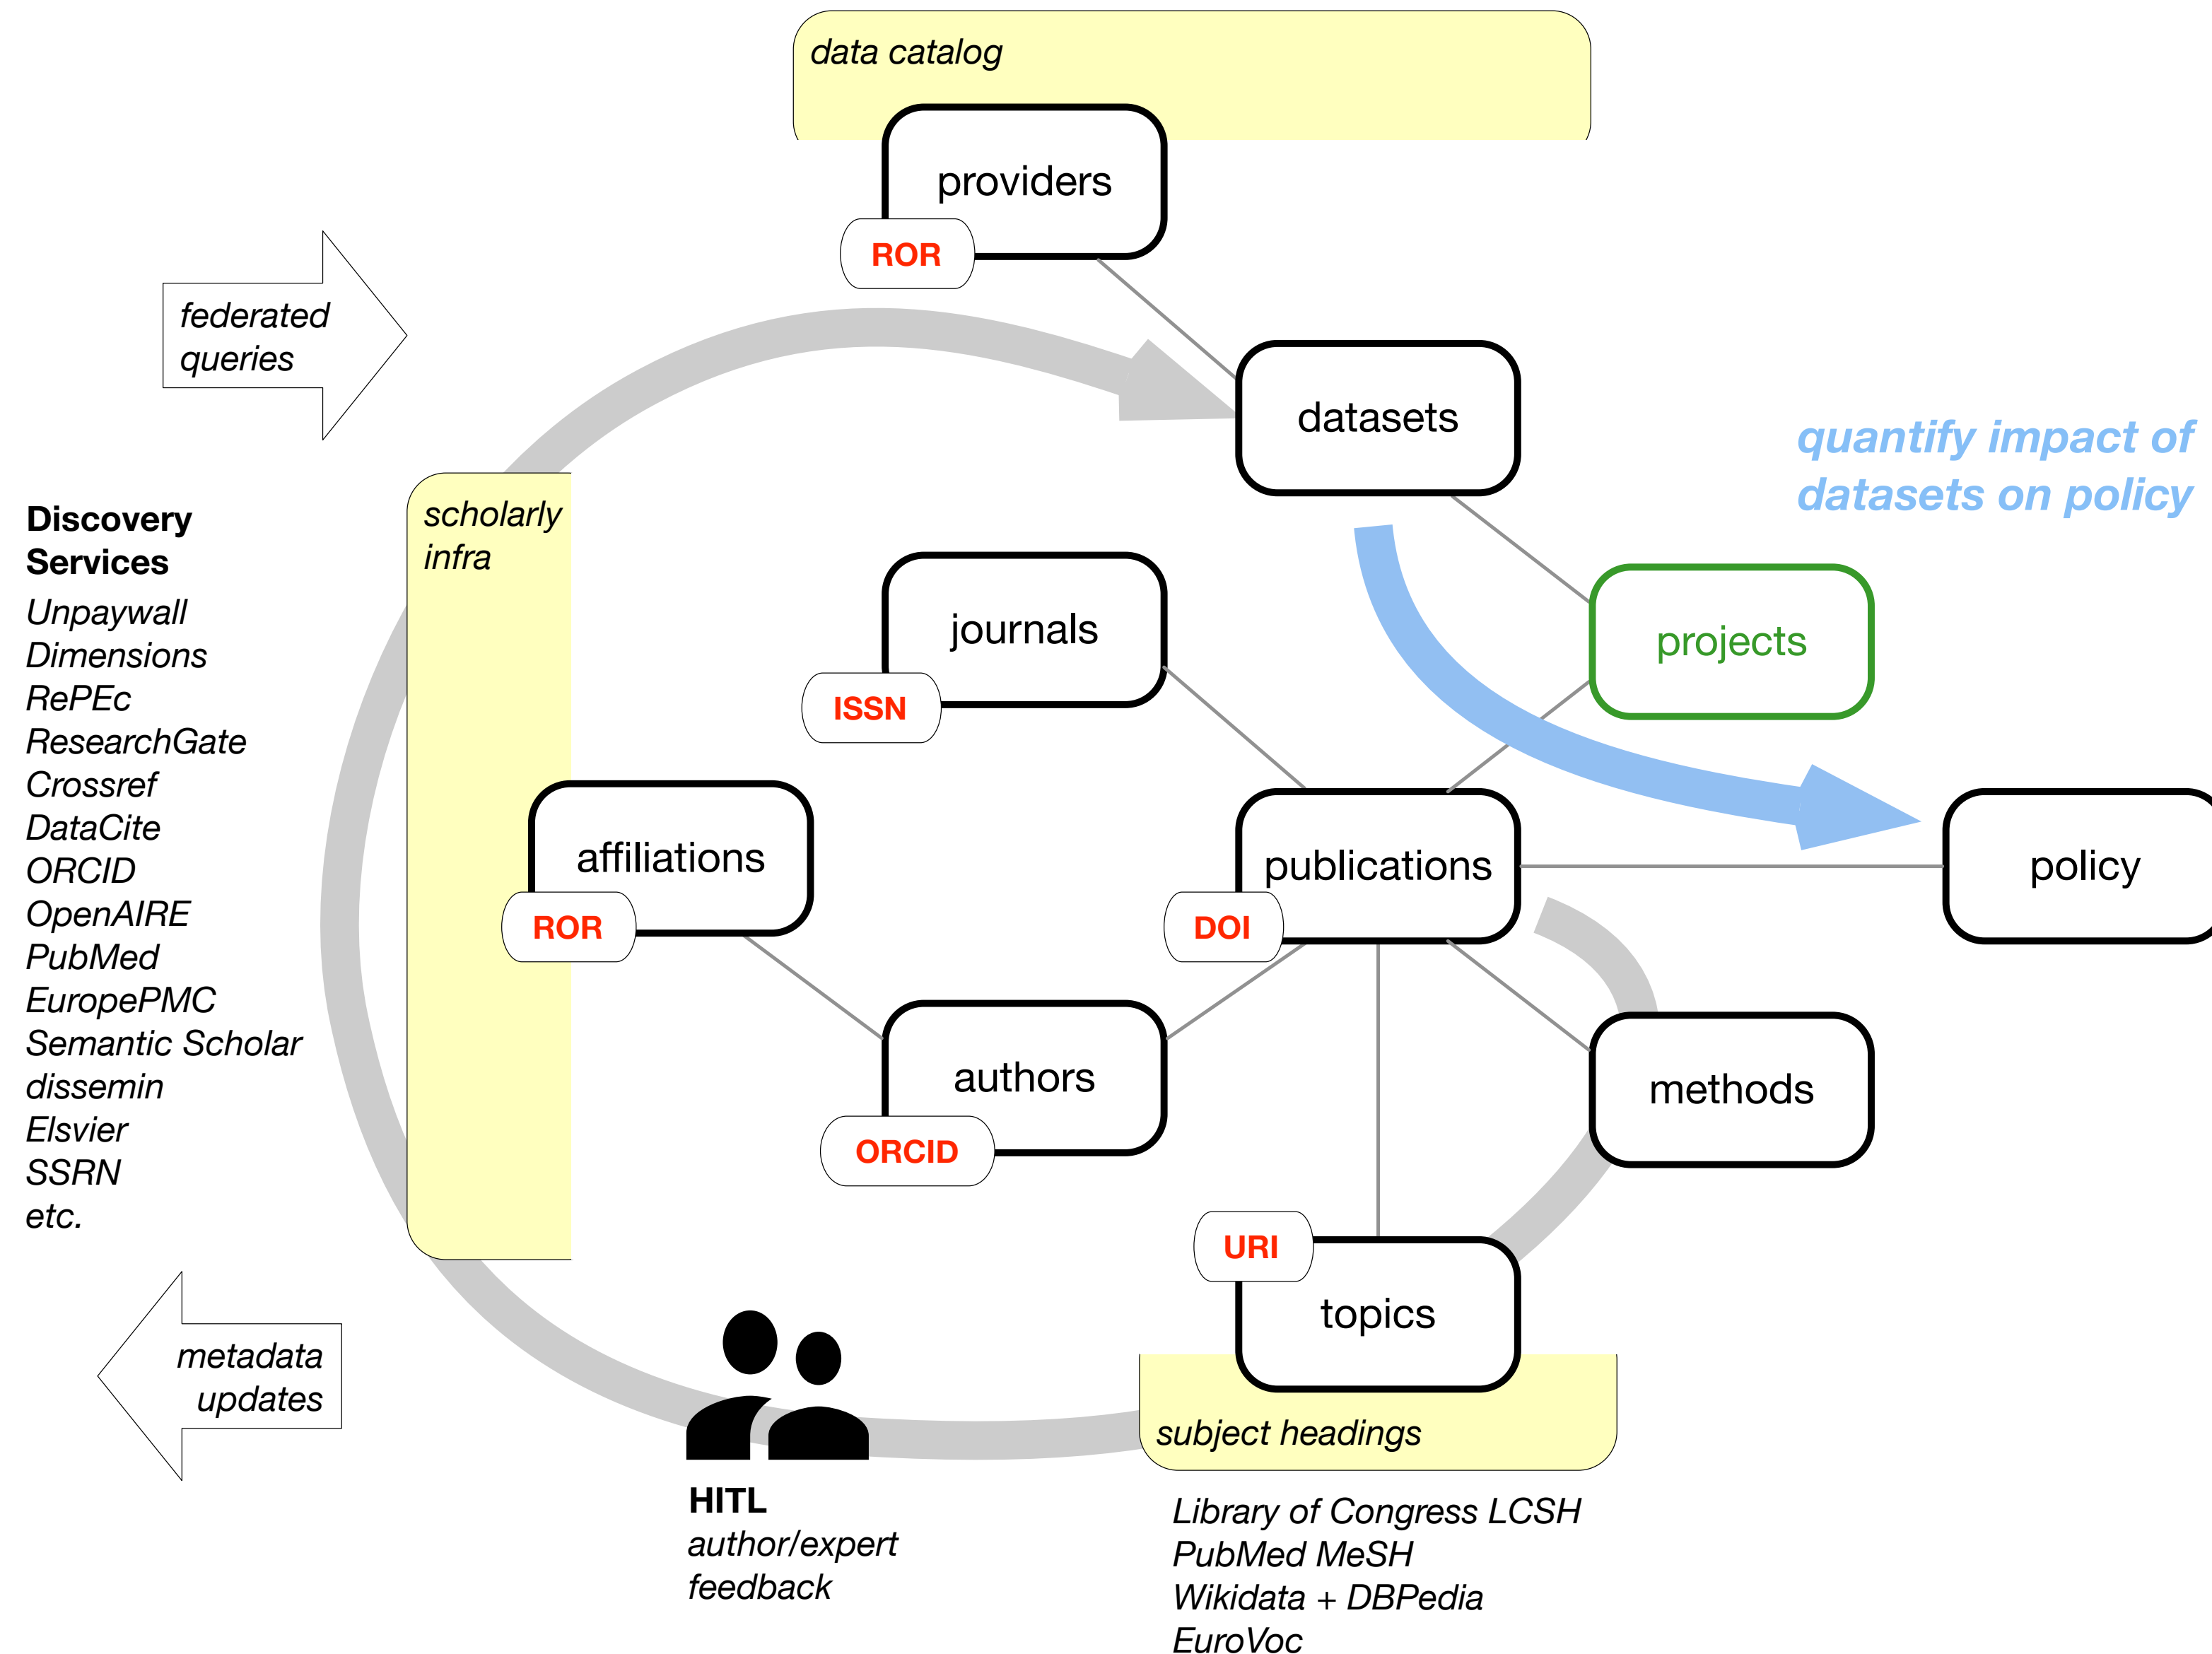 data catalog
providers
ROR
federated
queries
datasets
quantify impact of
datasets on policy
scholarly
infra
Discovery
Services
Unpaywall
Dimensions
RePEc
ResearchGate
Crossref
DataCite
ORCID
OpenAIRE
PubMed
EuropePMC
Semantic Scholar
dissemin
Elsvier
SSRN
etc.
journals
ISSN
projects
affiliations
ROR
publications
DOI
policy
authors
ORCID
methods
URI
topics
metadata
updates
subject headings
HITL
author/expert
feedback
Library of Congress LCSH
PubMed MeSH
Wikidata + DBPedia
EuroVoc